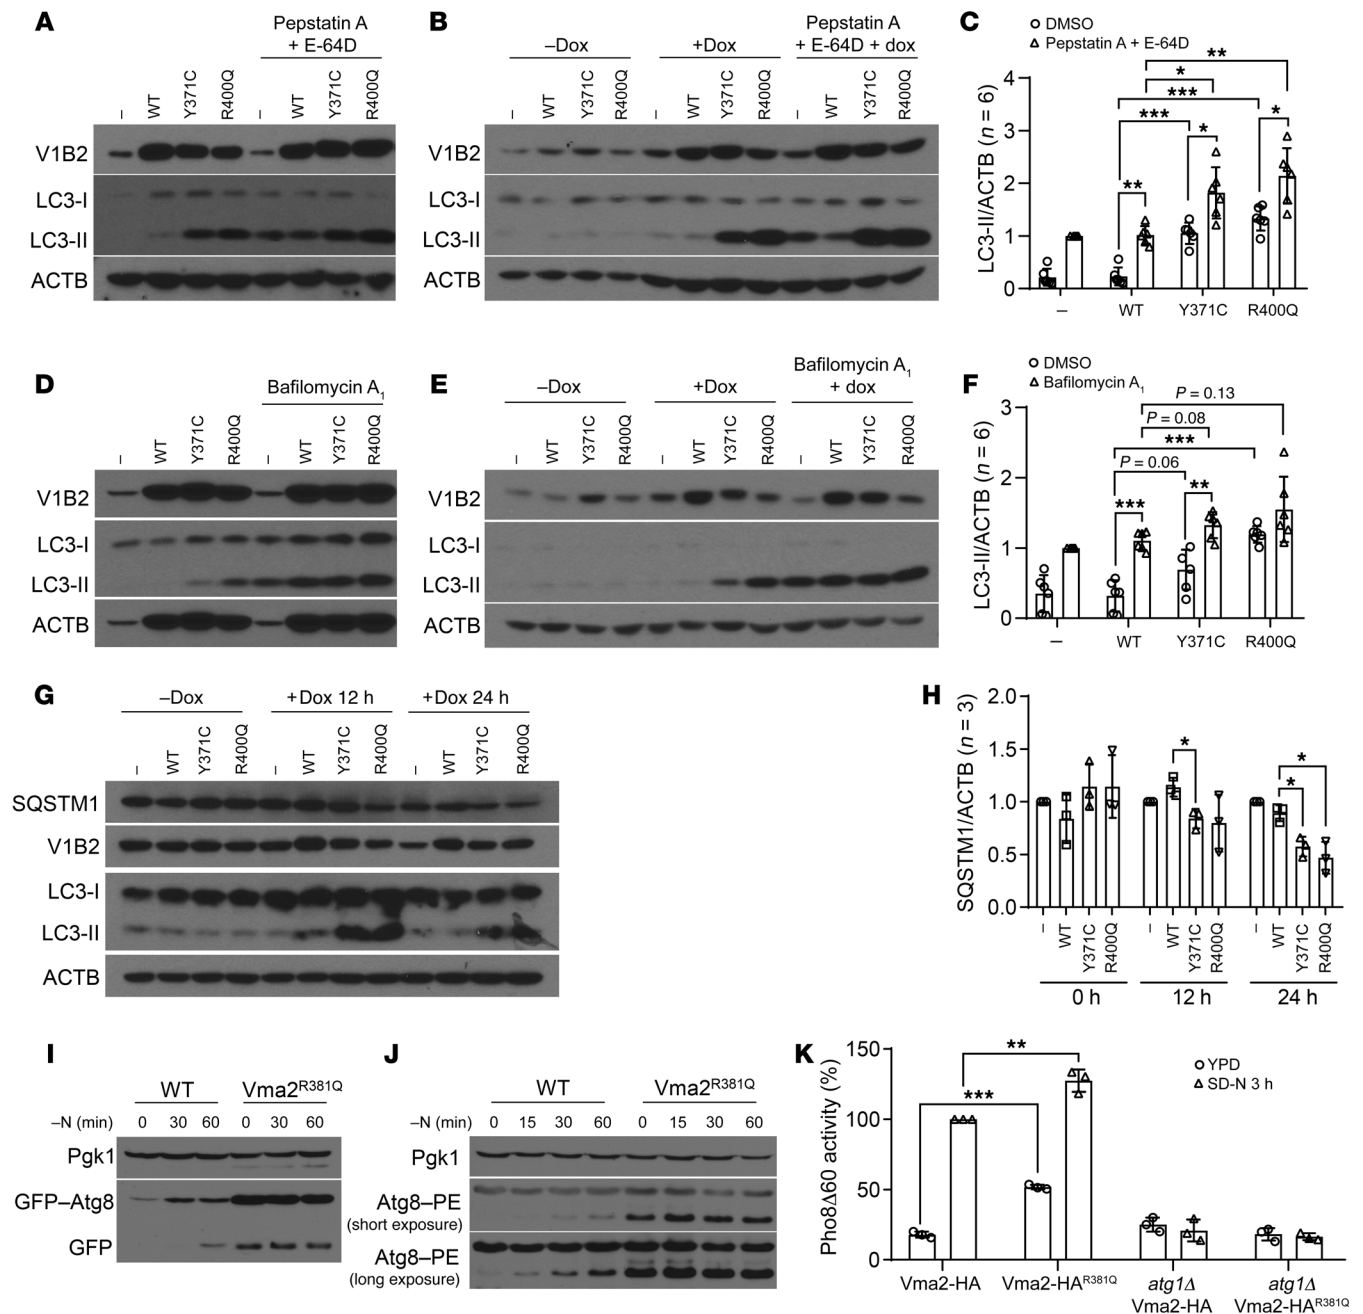 A
Pepstatin A
+ E-64D
– WT Y371C R400Q – WT Y371C R400Q
V1B2
LC3-I
LC3-II
ACTB
B
–Dox +Dox Pepstatin A
+ E-64D + dox
– WT Y371C R400Q – WT Y371C R400Q – WT Y371C R400Q
V1B2
LC3-I
LC3-II
ACTB
C
DMSO
Pepstatin A + E-64D
LC3-II/ACTB (n = 6)
4
3
2
1
0
**
*
***
***
*
*
**
– WT Y371C R400Q
D
Bafilomycin A1
– WT Y371C R400Q – WT Y371C R400Q
V1B2
LC3-I
LC3-II
ACTB
E
–Dox +Dox Bafilomycin A1
+ dox
– WT Y371C R400Q – WT Y371C R400Q – WT Y371C R400Q
V1B2
LC3-I
LC3-II
ACTB
F
DMSO
Bafilomycin A1
LC3-II/ACTB (n = 6)
3
2
1
0
P = 0.13
P = 0.08
***
P = 0.06
**
***
– WT Y371C R400Q
G
–Dox +Dox 12 h +Dox 24 h
– WT Y371C R400Q – WT Y371C R400Q – WT Y371C R400Q
SQSTM1
V1B2
LC3-I
LC3-II
ACTB
H
SQSTM1/ACTB (n = 3)
2.0
1.5
1.0
0.5
0.0
*
*
*
– WT Y371C R400Q – WT Y371C R400Q – WT Y371C R400Q
0 h 12 h 24 h
I
WT Vma2R381Q
–N (min) 0 30 60 0 30 60
Pgk1
GFP–Atg8
GFP
J
WT Vma2R381Q
–N (min) 0 15 30 60 0 15 30 60
Pgk1
Atg8–PE
(short exposure)
Atg8–PE
(long exposure)
K
YPD
SD-N 3 h
Pho8Δ60 activity (%)
150
100
50
0
**
***
Vma2-HA Vma2-HAR381Q atg1Δ
Vma2-HA atg1Δ
Vma2-HAR381Q